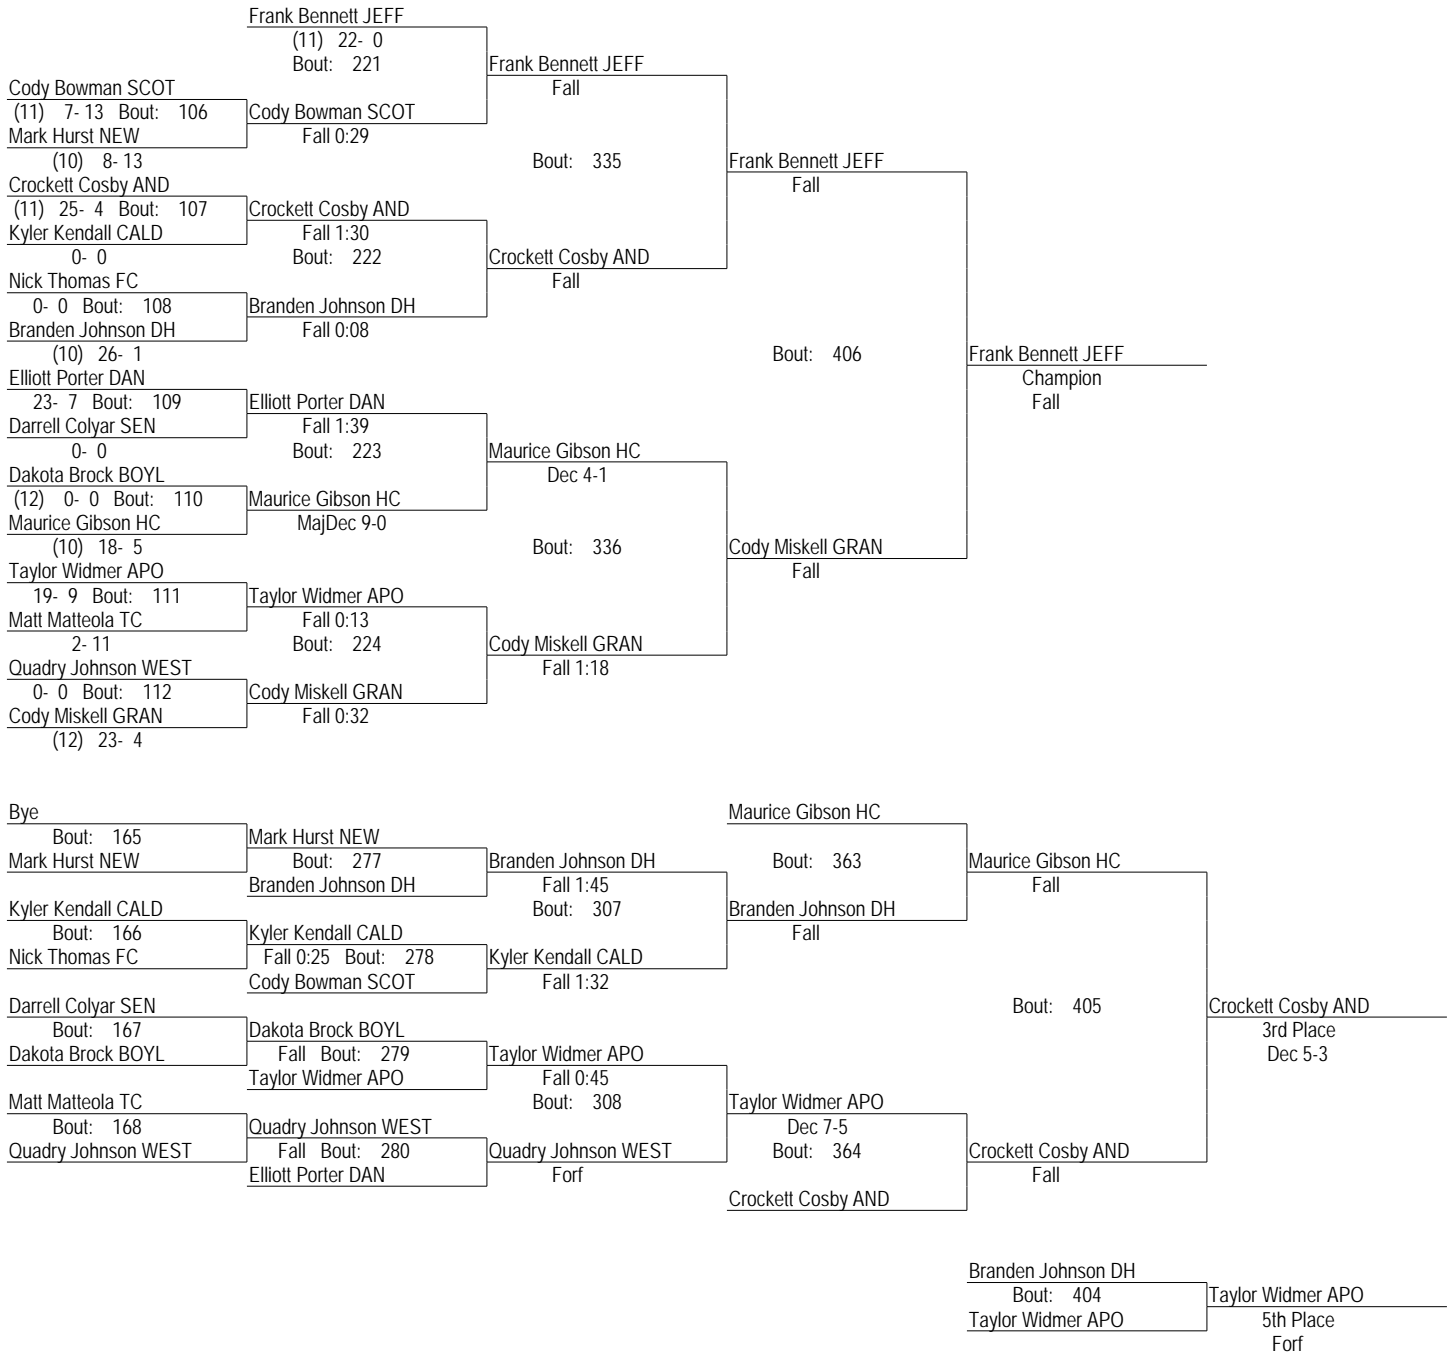 Frank Bennett JEFF
(11) 22- 0
Bout: 221 Frank Bennett JEFF
Cody Bowman SCOT Fall
(11) 7- 13 Bout: 106 Cody Bowman SCOT
Mark Hurst NEW Fall 0:29
(10) 8- 13 Bout: 335 Frank Bennett JEFF
Crockett Cosby AND Fall
(11) 25- 4 Bout: 107 Crockett Cosby AND
Kyler Kendall CALD Fall 1:30
0- 0 Bout: 222 Crockett Cosby AND
Nick Thomas FC Fall
0- 0 Bout: 108 Branden Johnson DH
Branden Johnson DH Fall 0:08
(10) 26- 1 Bout: 406 Frank Bennett JEFF
Elliott Porter DAN Champion
23- 7 Bout: 109 Elliott Porter DAN Fall
Darrell Colyar SEN Fall 1:39
0- 0 Bout: 223 Maurice Gibson HC
Dakota Brock BOYL Dec 4-1
(12) 0- 0 Bout: 110 Maurice Gibson HC
Maurice Gibson HC MajDec 9-0
(10) 18- 5 Bout: 336 Cody Miskell GRAN
Taylor Widmer APO Fall
19- 9 Bout: 111 Taylor Widmer APO
Matt Matteola TC Fall 0:13
2- 11 Bout: 224 Cody Miskell GRAN
Quadry Johnson WEST Fall 1:18
0- 0 Bout: 112 Cody Miskell GRAN
Cody Miskell GRAN Fall 0:32
(12) 23- 4
Bye Maurice Gibson HC
Bout: 165 Mark Hurst NEW
Mark Hurst NEW Bout: 277 Branden Johnson DH Bout: 363 Maurice Gibson HC
Branden Johnson DH Fall 1:45 Fall
Kyler Kendall CALD Bout: 307 Branden Johnson DH
Bout: 166 Kyler Kendall CALD Fall
Nick Thomas FC Fall 0:25 Bout: 278 Kyler Kendall CALD
Cody Bowman SCOT Fall 1:32
Darrell Colyar SEN Bout: 405 Crockett Cosby AND
Bout: 167 Dakota Brock BOYL 3rd Place
Dakota Brock BOYL Fall Bout: 279 Taylor Widmer APO Dec 5-3
Taylor Widmer APO Fall 0:45
Matt Matteola TC Bout: 308 Taylor Widmer APO
Bout: 168 Quadry Johnson WEST Dec 7-5
Quadry Johnson WEST Fall Bout: 280 Quadry Johnson WEST Bout: 364 Crockett Cosby AND
Elliott Porter DAN Forf Fall
Crockett Cosby AND
Branden Johnson DH
Bout: 404 Taylor Widmer APO
Taylor Widmer APO 5th Place
Forf